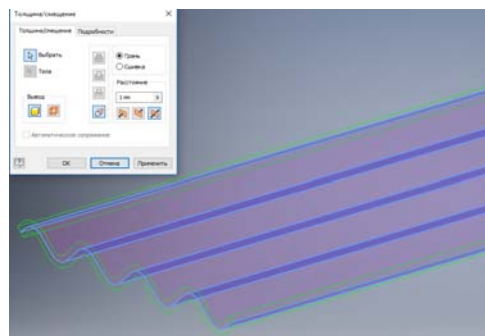 Толщина/смещение
Толщина/смещение Подробности
Выбрать
Тела
Грань
Сшивка
Расстояние
1 мм
Вывод
Автоматическое сопряжение
ОК
Отмена
Применить